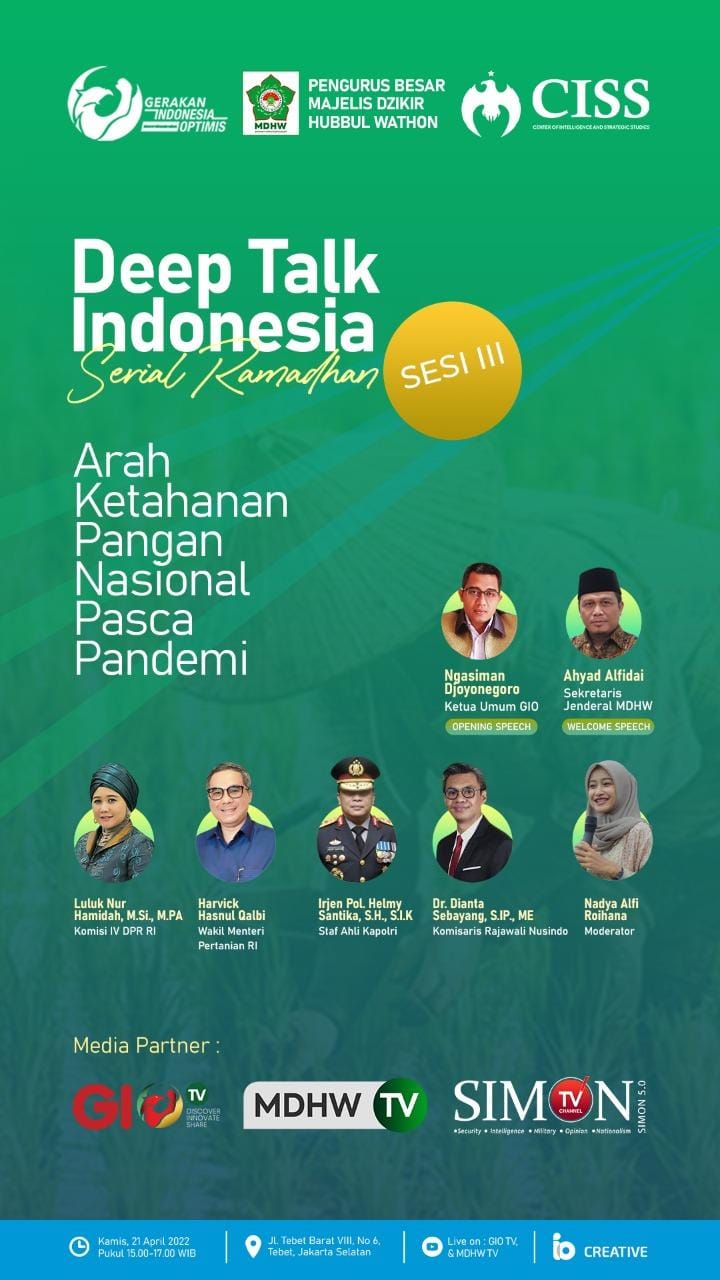 GERAKAN
INDONESIA
OPTIMIS
MDHW
PENGURUS BESAR
MAJELIS DZIKIR
HUBBUL WATHON
CISS
CENTER OF INTELLIGENCE AND STRATEGIC STUDIES
Deep Talk
Indonesia
Serial Ramadhan
SESI III
Arah
Ketahanan
Pangan
Nasional
Pasca
Pandemi
Ngasiman
Djoyonegoro
Ketua Umum GIO
OPENING SPEECH
Ahyad Alfidai
Sekretaris
Jenderal MDHW
WELCOME SPEECH
Luluk Nur
Hamidah, M.Si., M.PA
Komisi IV DPR RI
Harvick
Hasnul Qalbi
Wakil Menteri
Pertanian RI
Irjen Pol. Helmy
Santika, S.H., S.I.K
Staf Ahli Kapolri
Dr. Dianta
Sebayang, S.IP., ME
Komisaris Rajawali Nusindo
Nadya Alfi
Roihana
Moderator
Media Partner :
GIO
TV
DISCOVER
INNOVATE
SHARE
MDHW TV
SIMON
TV
CHANNEL
SIMON 5.0
•Security • Intelligence • Military • Opinion •Nationalism
Kamis, 21 April 2022
Pukul 15.00-17.00 WIB
Jl. Tebet Barat VIII, No 6,
Tebet, Jakarta Selatan
Live on : GIO TV,
& MDHW TV
io CREATIVE